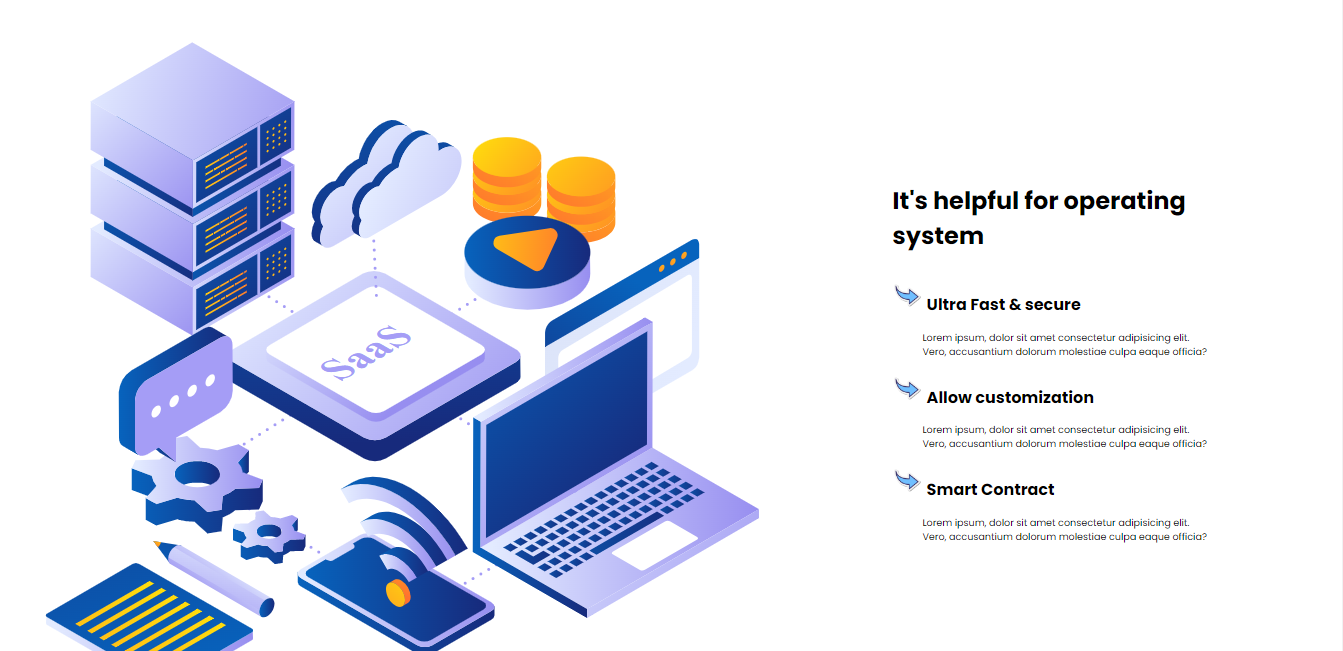 SaaS
It's helpful for operating
system
Ultra Fast & secure
Lorem ipsum, dolor sit amet consectetur adipisicing elit.
Vero, accusantium dolorum molestiae culpa eaque officia?
Allow customization
Lorem ipsum, dolor sit amet consectetur adipisicing elit.
Vero, accusantium dolorum molestiae culpa eaque officia?
Smart Contract
Lorem ipsum, dolor sit amet consectetur adipisicing elit.
Vero, accusantium dolorum molestiae culpa eaque officia?